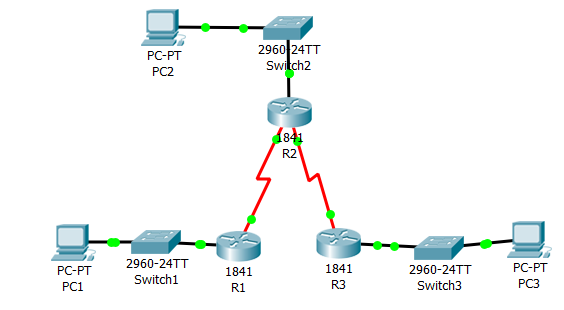 PC-PT
PC2
2960-24TT
Switch2
1841
R2
PC-PT
PC1
2960-24TT
Switch1
1841
R1
1841
R3
2960-24TT
Switch3
PC-PT
PC3